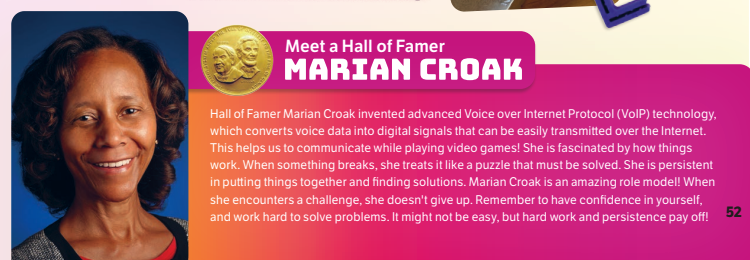 Meet a Hall of Famer
MARIAN CROAK
Hall of Famer Marian Croak invented advanced Voice over Internet Protocol (VoIP) technology,
which converts voice data into digital signals that can be easily transmitted over the Internet.
This helps us to communicate while playing video games! She is fascinated by how things
work. When something breaks, she treats it like a puzzle that must be solved. She is persistent
in putting things together and finding solutions. Marian Croak is an amazing role model! When
she encounters a challenge, she doesn't give up. Remember to have confidence in yourself,
and work hard to solve problems. It might not be easy, but hard work and persistence pay off!
52